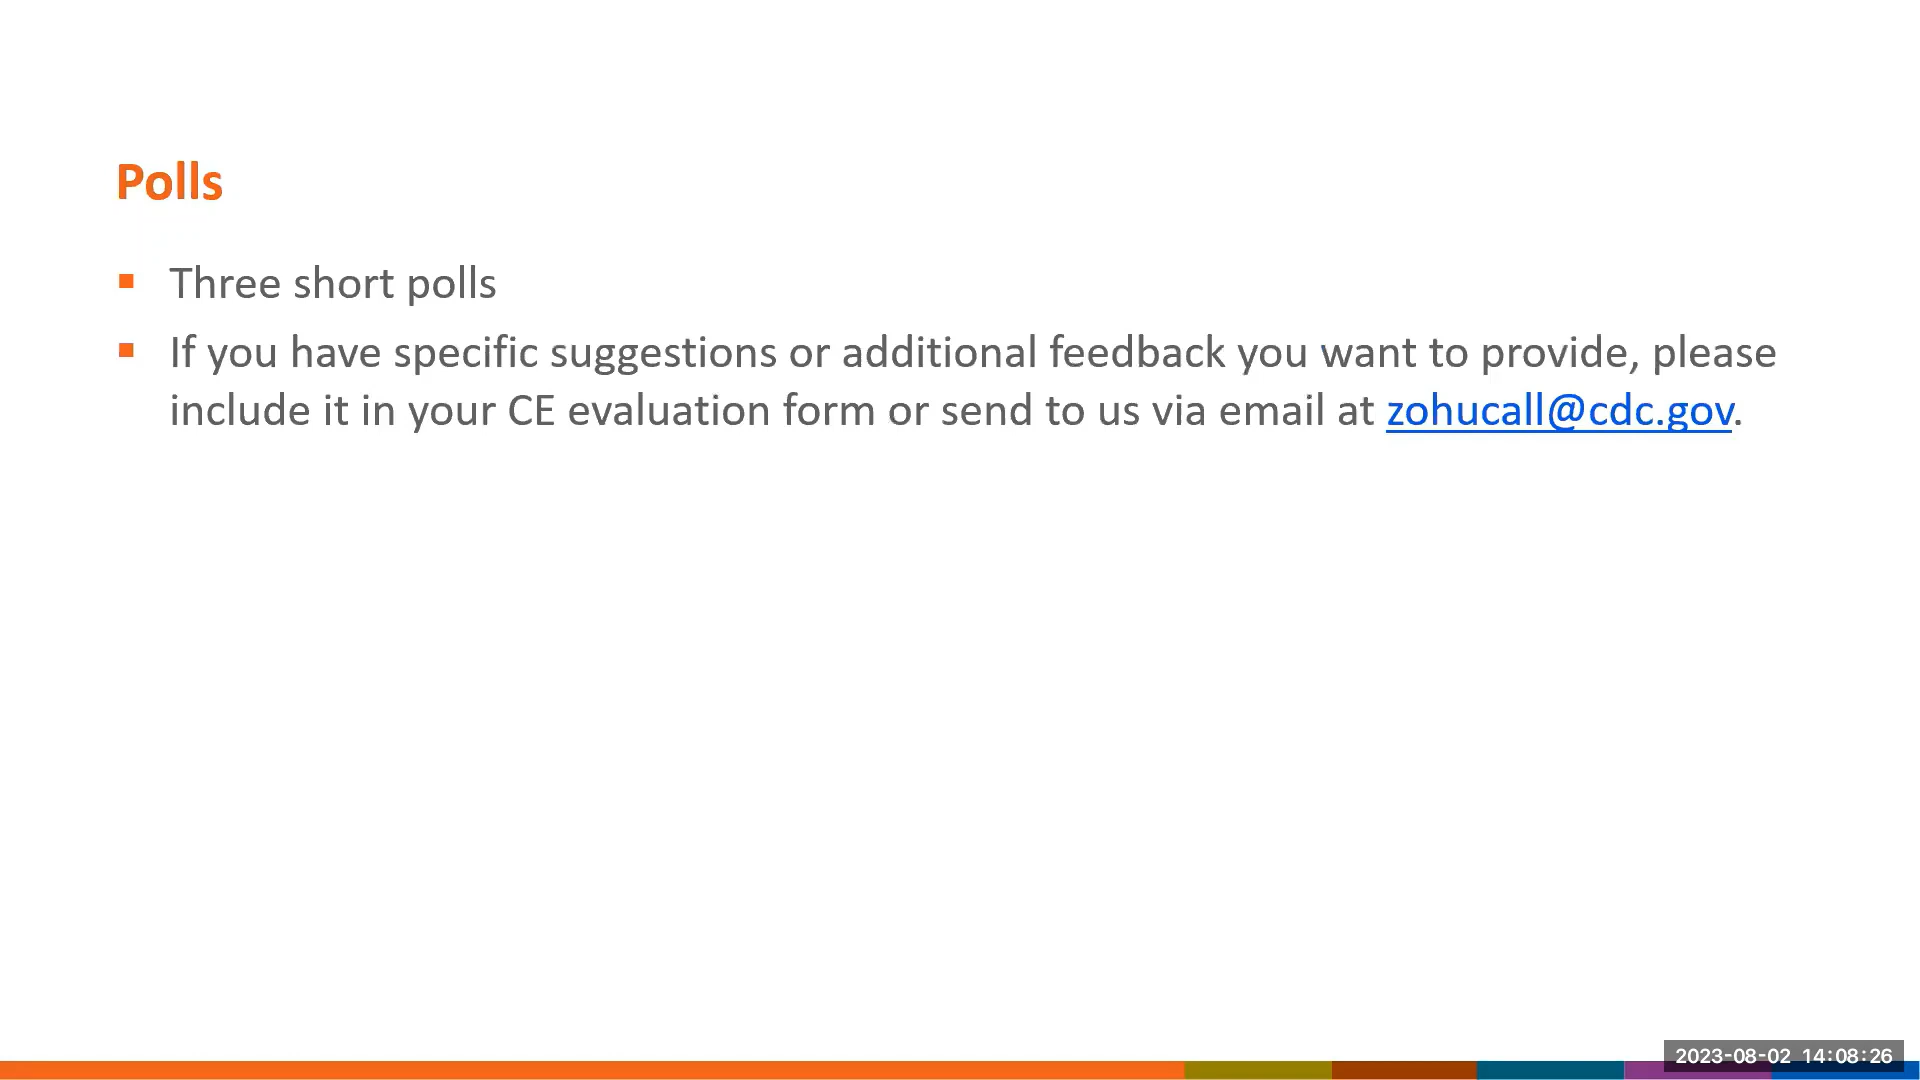 Polls
Three short polls
If you have specific suggestions or additional feedback you want to provide, please
include it in your CE evaluation form or send to us via email at zohucall@cdc.gov.
2023-08-02 14:08:26